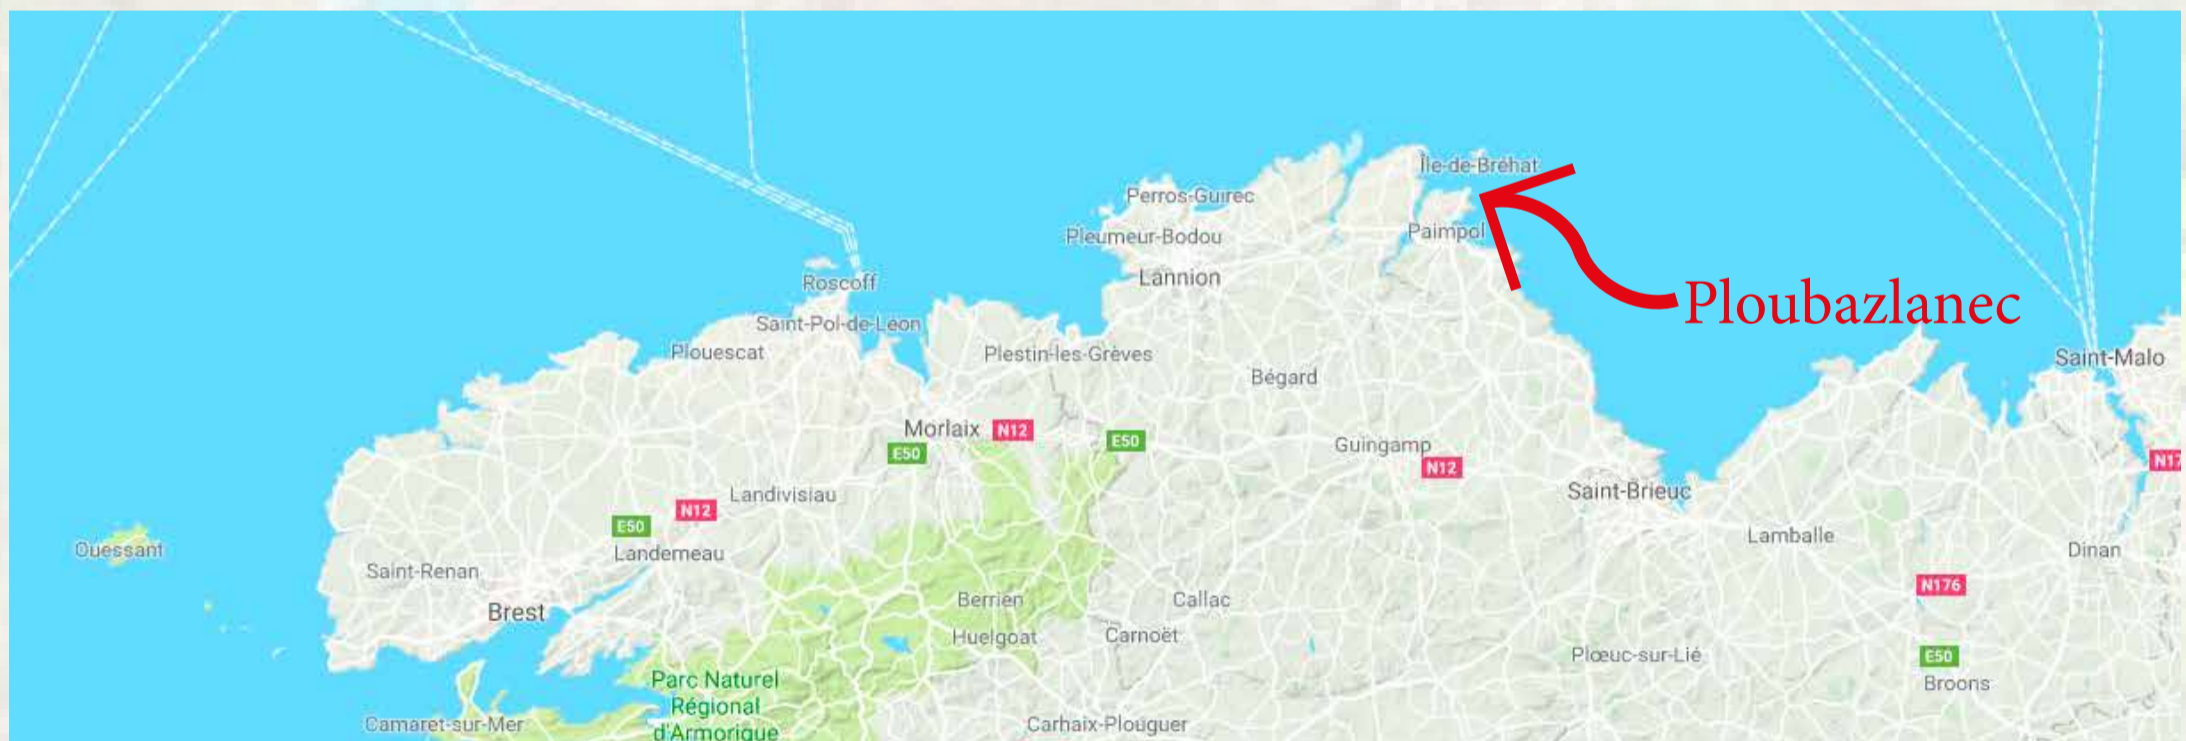 Île-de-Bréhat
Perros-Guirec
Paimpol
Pleumeur-Bodou
Lannion
Roscoff
Ploubazlanec
Saint-Pol-de-Léon
Plouescat
Plestin-les-Grèves
Saint-Malo
Bégard
Morlaix
N12
E50
E50
Guingamp
N12
N17
Landivisiau
Saint-Brieuc
N12
E50
Ouessant
Landerneau
Lamballe
Dinan
Saint-Renan
N176
Brest
Berrien
Callac
Huelgoat
Carnoët
Plœuc-sur-Lié
E50
Broons
Parc Naturel
Régional
d'Armorique
Camaret-sur-Mer
Carhaix-Plouguer